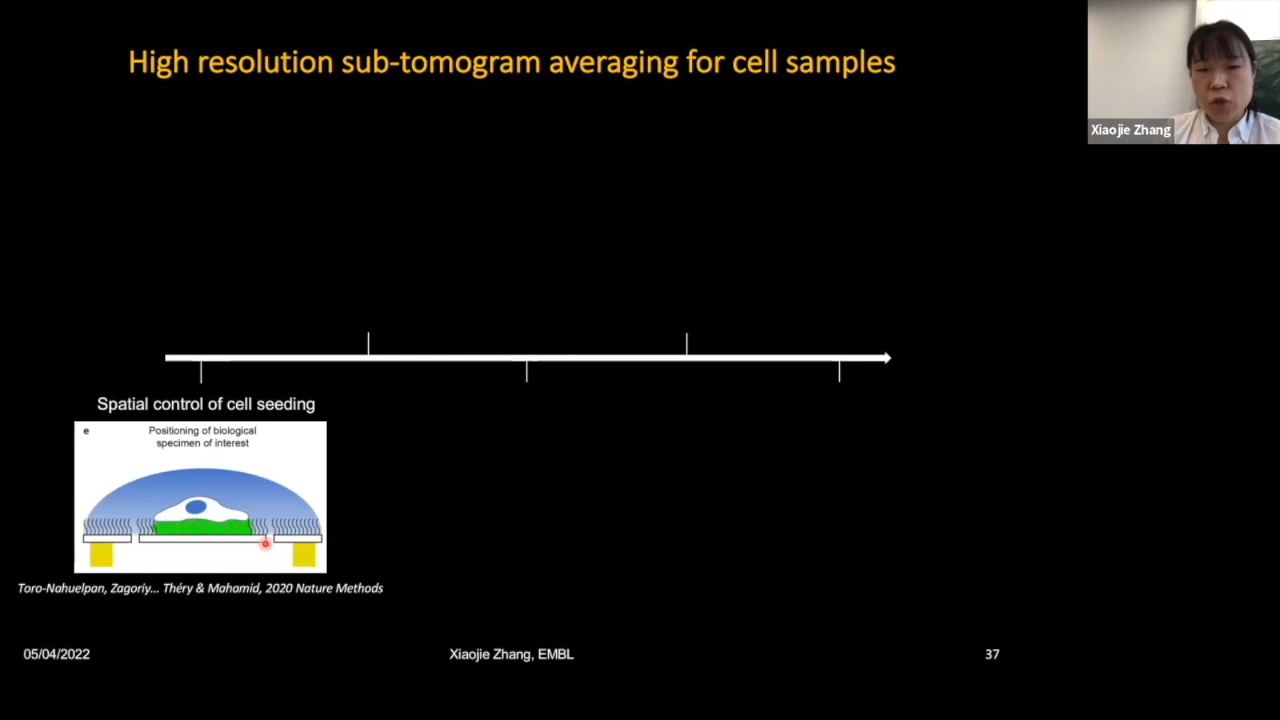 High resolution sub-tomogram averaging for cell samples
Xiaojie Zhang
Spatial control of cell seeding
e
Positioning of biological
specimen of interest
Toro-Nahuelpan, Zagoriy... Théry & Mahamid, 2020 Nature Methods
05/04/2022
Xiaojie Zhang, EMBL
37